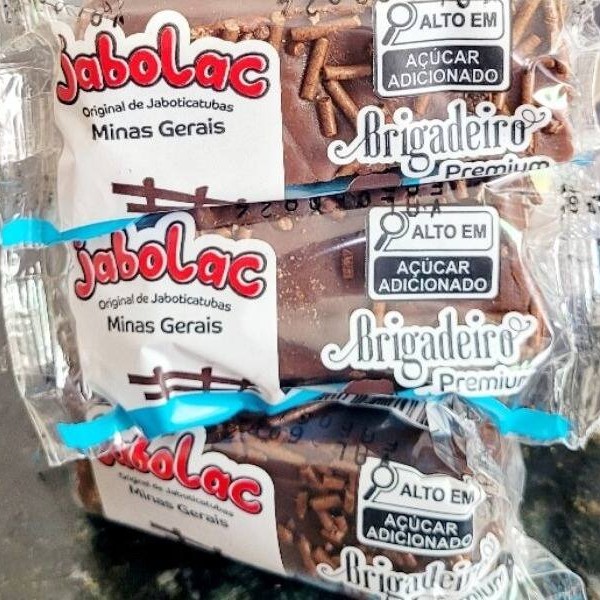 jaboLac
Original de Jaboticatubas
Minas Gerais
ALTO EM
AÇÚCAR
ADICIONADO
Brigadeiro
Premium
jaboLac
Original de Jaboticatubas
Minas Gerais
ALTO EM
AÇÚCAR
ADICIONADO
Brigadeiro
Premium
jaboLac
Original de Jaboticatubas
Minas Gerais
ALTO EM
AÇÚCAR
ADICIONADO
Brigadeiro